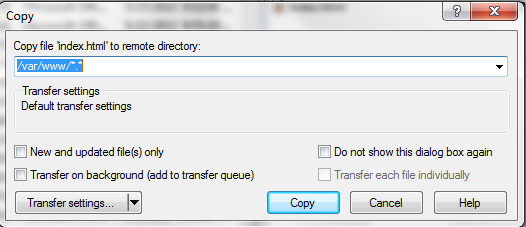 Copy
Copy file 'index.html' to remote directory:
/var/www/*.*
Transfer settings
Default transfer settings
New and updated file(s) only
Do not show this dialog box again
Transfer on background (add to transfer queue)
Transfer each file individually
Transfer settings...
Copy
Cancel
Help